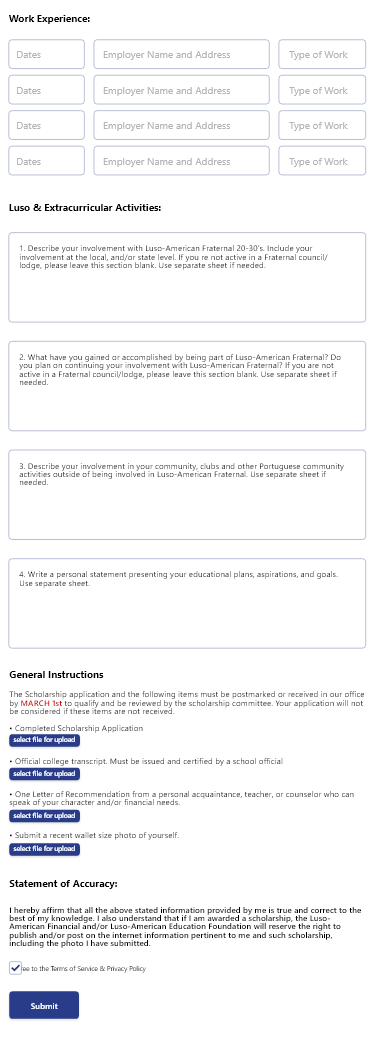 Work Experience:
Dates Employer Name and Address Type of Work
Dates Employer Name and Address Type of Work
Dates Employer Name and Address Type of Work
Dates Employer Name and Address Type of Work
Luso & Extracurricular Activities:
1. Describe your involvement with Luso-American Fraternal 20-30's. Include your
involvement at the local, and/or state level. If you re not active in a Fraternal council/
lodge, please leave this section blank. Use separate sheet if needed.
2. What have you gained or accomplished by being part of Luso-American Fraternal? Do
you plan on continuing your involvement with Luso-American Fraternal? If you are not
active in a Fraternal council/lodge, please leave this section blank. Use separate sheet if
needed.
3. Describe your involvement in your community, clubs and other Portuguese community
activities outside of being involved in Luso-American Fraternal. Use separate sheet if
needed.
4. Write a personal statement presenting your educational plans, aspirations, and goals.
Use separate sheet.
General Instructions
The Scholarship application and the following items must be postmarked or received in our office
by MARCH 1st to qualify and be reviewed by the scholarship committee. Your application will not
be considered if these items are not received.
• Completed Scholarship Application
select file for upload
• Official college transcript. Must be issued and certified by a school official
select file for upload
• One Letter of Recommendation from a personal acquaintance, teacher, or counselor who can
speak of your character and/or financial needs.
select file for upload
• Submit a recent wallet size photo of yourself.
select file for upload
Statement of Accuracy:
I hereby affirm that all the above stated information provided by me is true and correct to the
best of my knowledge. I also understand that if I am awarded a scholarship, the Luso-
American Financial and/or Luso-American Education Foundation will reserve the right to
publish and/or post on the internet information pertinent to me and such scholarship,
including the photo I have submitted.
ee to the Terms of Service & Privacy Policy
Submit